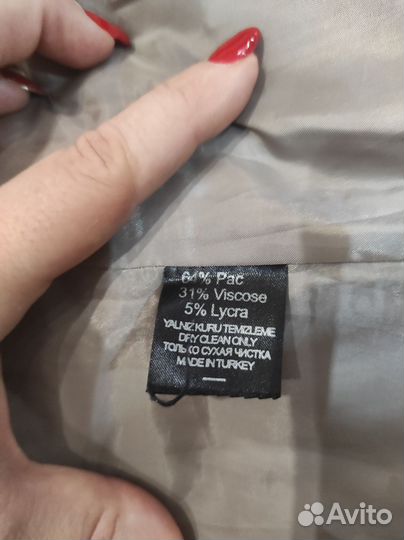 64% Pac
31% Viscose
5% Lycra
YALNIZ KURU TEMIZLEME
DRY CLEAN ONLY
ТОЛЬКО СУХАЯ ЧИСТКА
MADE IN TURKEY
Avito